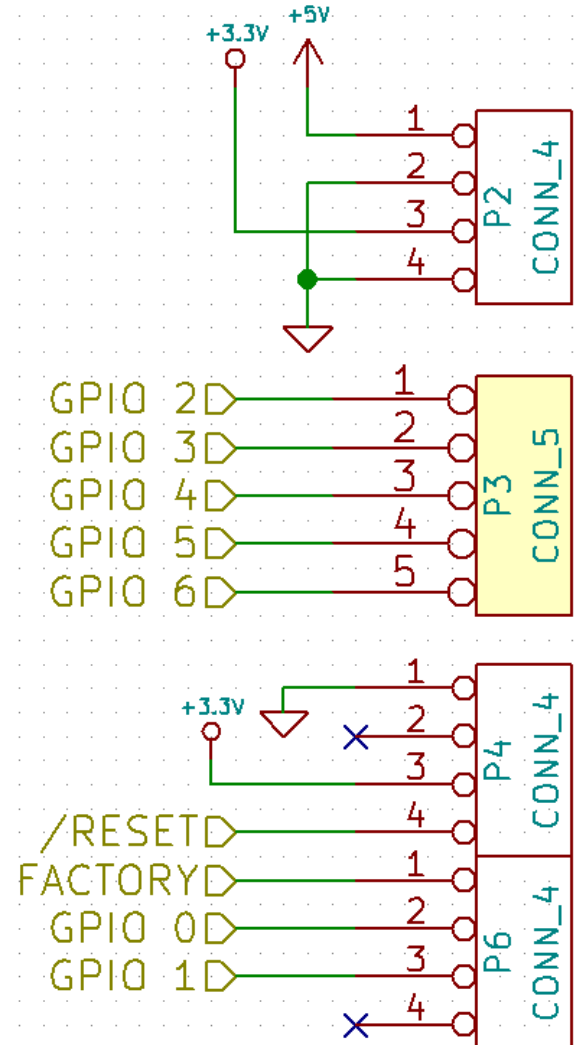 +5V
+3.3V
1
2
3
4
P2
CONN_4
GPIO 2
1
GPIO 3
2
GPIO 4
3
GPIO 5
4
GPIO 6
5
P3
CONN_5
1
+3.3V
2
3
/RESET
4
P4
CONN_4
FACTORY
1
GPIO 0
2
GPIO 1
3
4
P6
CONN_4